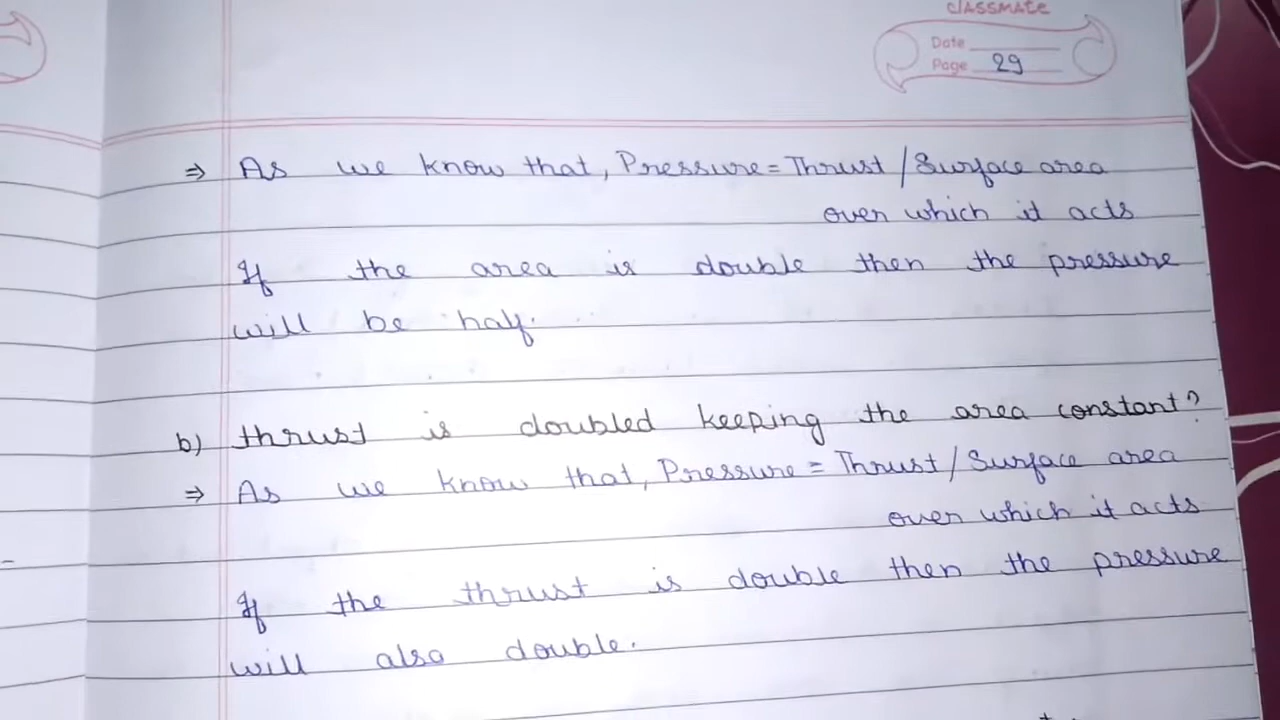 CLASSMATE
Date
Page 29
⇒ As we know that, Pressure = Thrust / Surface area
over which it acts
If the area is double then the pressure
will be half.
b) thrust is doubled keeping the area constant?
⇒ As we know that, Pressure = Thrust / Surface area
over which it acts
If the thrust is double then the pressure
will also double.